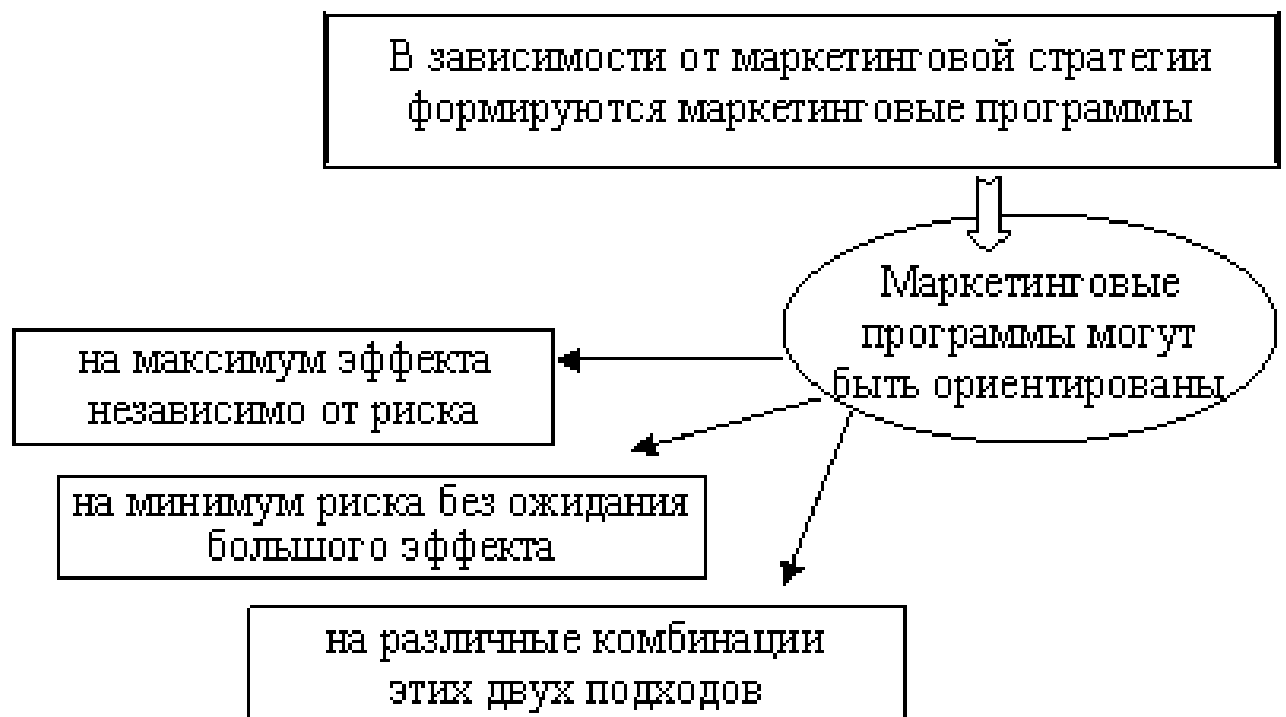 В зависимости от маркетинговой стратегии
формируются маркетинговые программы
Маркетинговые
программы могут
быть ориентированы
на максимум эффекта
независимо от риска
на минимум риска без ожидания
большого эффекта
на различные комбинации
этих двух подходов